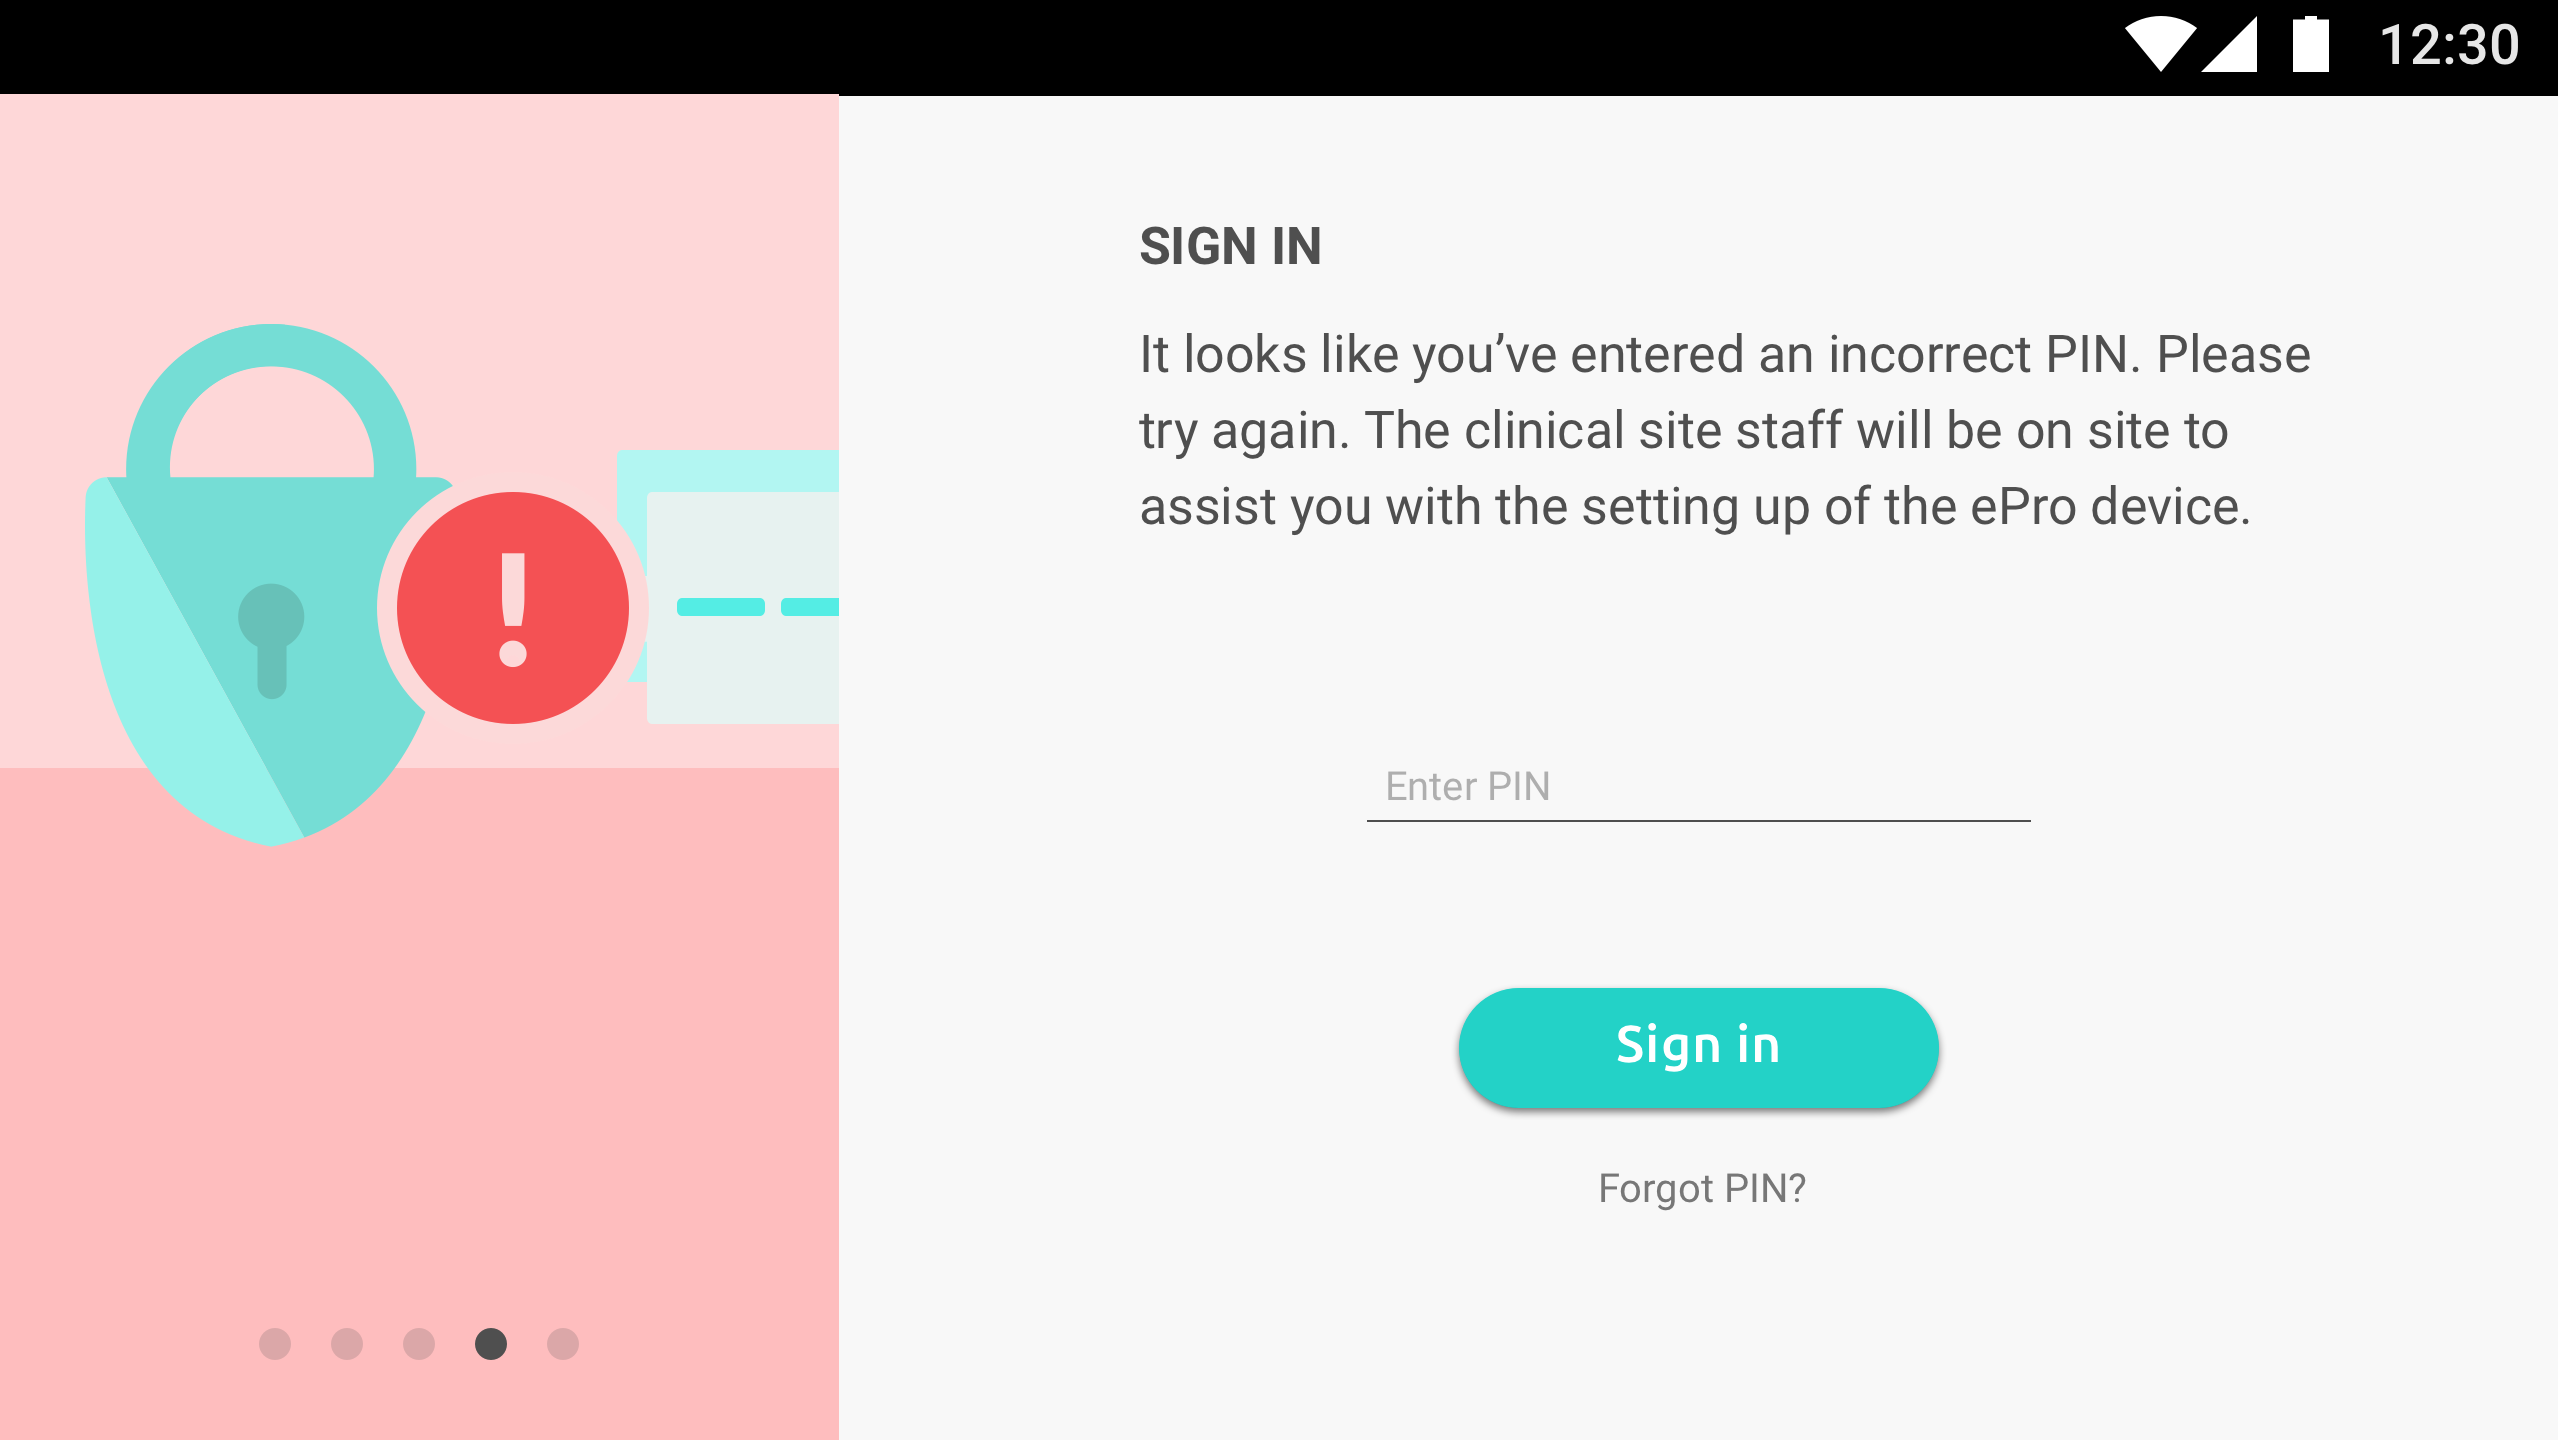 12:30
SIGN IN
It looks like you’ve entered an incorrect PIN. Please
try again. The clinical site staff will be on site to
assist you with the setting up of the ePro device.
Enter PIN
Sign in
Forgot PIN?